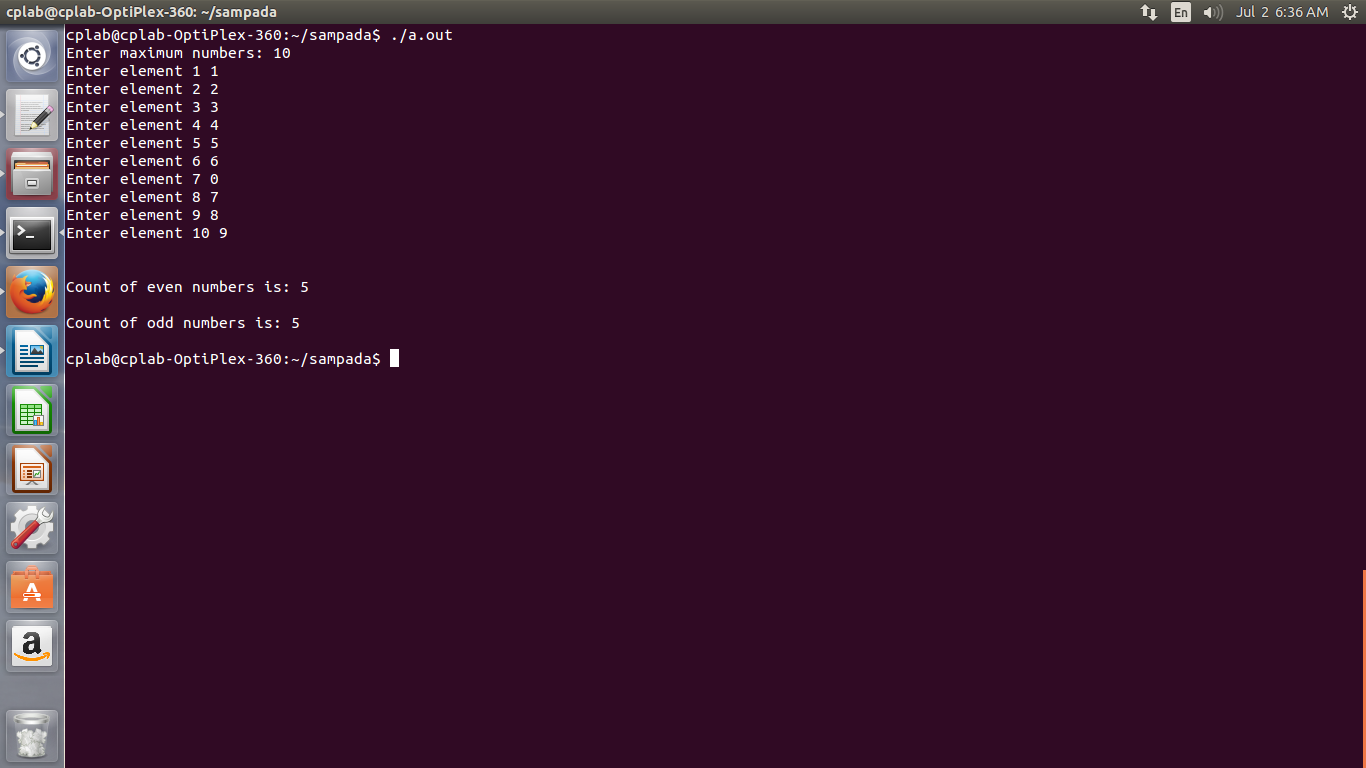 cplab@cplab-OptiPlex-360: ~/sampada
En
Jul 2 6:36 AM
cplab@cplab-OptiPlex-360:~/sampada$ ./a.out
Enter maximum numbers: 10
Enter element 1 1
Enter element 2 2
Enter element 3 3
Enter element 4 4
Enter element 5 5
Enter element 6 6
Enter element 7 0
Enter element 8 7
Enter element 9 8
Enter element 10 9
Count of even numbers is: 5
Count of odd numbers is: 5
cplab@cplab-OptiPlex-360:~/sampada$